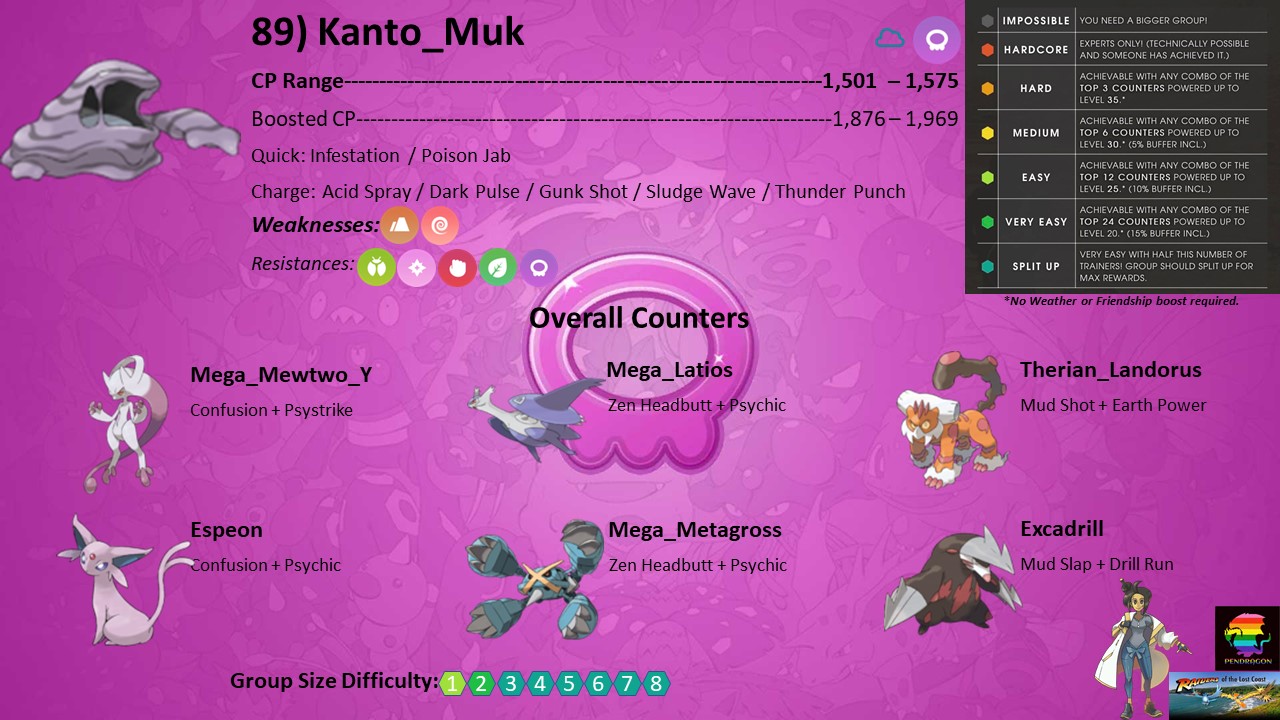 89) Kanto_Muk
CP Range--------------------------------------------------------------------1,501 – 1,575
Boosted CP--------------------------------------------------------------------1,876 – 1,969
Quick: Infestation / Poison Jab
Charge: Acid Spray / Dark Pulse / Gunk Shot / Sludge Wave / Thunder Punch
Weaknesses:
Resistances:
IMPOSSIBLE YOU NEED A BIGGER GROUP!
HARDCORE EXPERTS ONLY! (TECHNICALLY POSSIBLE
AND SOMEONE HAS ACHIEVED IT.)
HARD ACHIEVABLE WITH ANY COMBO OF THE
TOP 3 COUNTERS POWERED UP TO
LEVEL 35.*
MEDIUM ACHIEVABLE WITH ANY COMBO OF THE
TOP 6 COUNTERS POWERED UP TO
LEVEL 30.* (5% BUFFER INCL.)
EASY ACHIEVABLE WITH ANY COMBO OF THE
TOP 12 COUNTERS POWERED UP TO
LEVEL 25.* (10% BUFFER INCL.)
VERY EASY ACHIEVABLE WITH ANY COMBO OF THE
TOP 24 COUNTERS POWERED UP TO
LEVEL 20.* (15% BUFFER INCL.)
SPLIT UP VERY EASY WITH HALF THIS NUMBER OF
TRAINERS! GROUP SHOULD SPLIT UP FOR
MAX REWARDS.
*No Weather or Friendship boost required.
Overall Counters
Mega_Mewtwo_Y
Confusion + Psystrike
Mega_Latios
Zen Headbutt + Psychic
Therian_Landorus
Mud Shot + Earth Power
Espeon
Confusion + Psychic
Mega_Metagross
Zen Headbutt + Psychic
Excadrill
Mud Slap + Drill Run
Group Size Difficulty: 1 2 3 4 5 6 7 8
PENDRAGON
RAIDERS of the Lost Coast